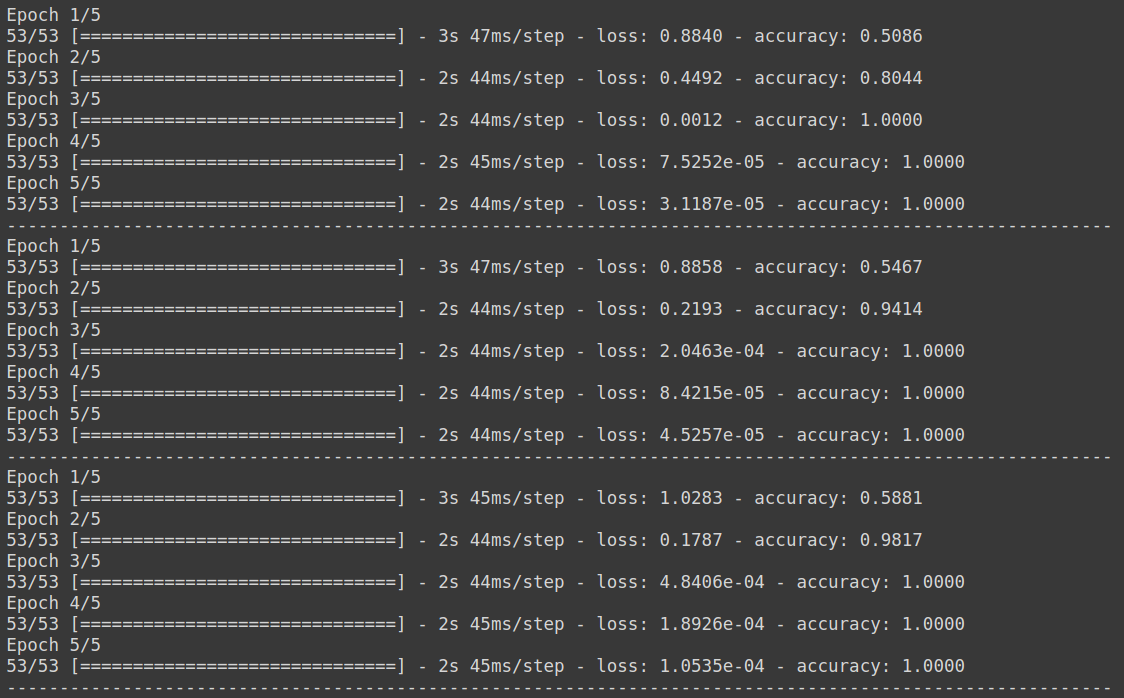 Epoch 1/5
53/53 [==============================] - 3s 47ms/step - loss: 0.8840 - accuracy: 0.5086
Epoch 2/5
53/53 [==============================] - 2s 44ms/step - loss: 0.4492 - accuracy: 0.8044
Epoch 3/5
53/53 [==============================] - 2s 44ms/step - loss: 0.0012 - accuracy: 1.0000
Epoch 4/5
53/53 [==============================] - 2s 45ms/step - loss: 7.5252e-05 - accuracy: 1.0000
Epoch 5/5
53/53 [==============================] - 2s 44ms/step - loss: 3.1187e-05 - accuracy: 1.0000
---------------------------------------------------------------------------------------------------------
Epoch 1/5
53/53 [==============================] - 3s 47ms/step - loss: 0.8858 - accuracy: 0.5467
Epoch 2/5
53/53 [==============================] - 2s 44ms/step - loss: 0.2193 - accuracy: 0.9414
Epoch 3/5
53/53 [==============================] - 2s 44ms/step - loss: 2.0463e-04 - accuracy: 1.0000
Epoch 4/5
53/53 [==============================] - 2s 44ms/step - loss: 8.4215e-05 - accuracy: 1.0000
Epoch 5/5
53/53 [==============================] - 2s 44ms/step - loss: 4.5257e-05 - accuracy: 1.0000
---------------------------------------------------------------------------------------------------------
Epoch 1/5
53/53 [==============================] - 3s 45ms/step - loss: 1.0283 - accuracy: 0.5881
Epoch 2/5
53/53 [==============================] - 2s 44ms/step - loss: 0.1787 - accuracy: 0.9817
Epoch 3/5
53/53 [==============================] - 2s 44ms/step - loss: 4.8406e-04 - accuracy: 1.0000
Epoch 4/5
53/53 [==============================] - 2s 45ms/step - loss: 1.8926e-04 - accuracy: 1.0000
Epoch 5/5
53/53 [==============================] - 2s 45ms/step - loss: 1.0535e-04 - accuracy: 1.0000
---------------------------------------------------------------------------------------------------------